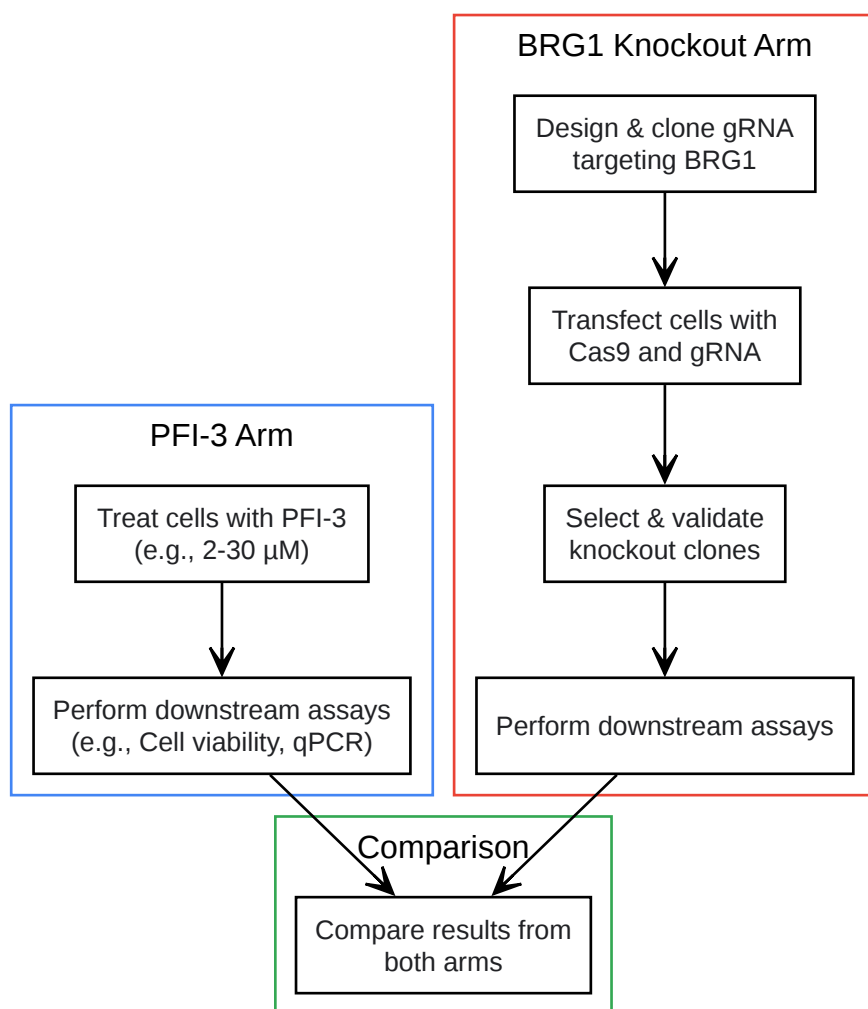 BRG1 Knockout Arm
Design & clone gRNA
targeting BRG1
Transfect cells with
Cas9 and gRNA
Select & validate
knockout clones
Perform downstream assays
PFI-3 Arm
Treat cells with PFI-3
(e.g., 2-30 µM)
Perform downstream assays
(e.g., Cell viability, qPCR)
Comparison
Compare results from
both arms